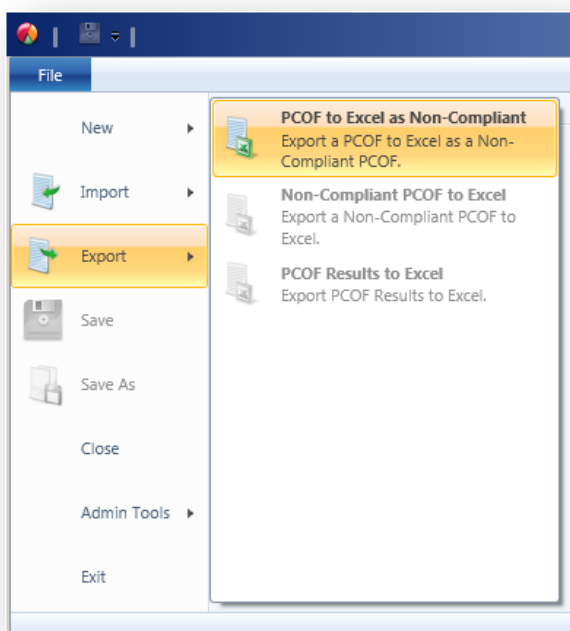 File
New
Import
Export
Save
Save As
Close
Admin Tools
Exit
PCOF to Excel as Non-Compliant
Export a PCOF to Excel as a Non-
Compliant PCOF.
Non-Compliant PCOF to Excel
Export a Non-Compliant PCOF to
Excel.
PCOF Results to Excel
Export PCOF Results to Excel.